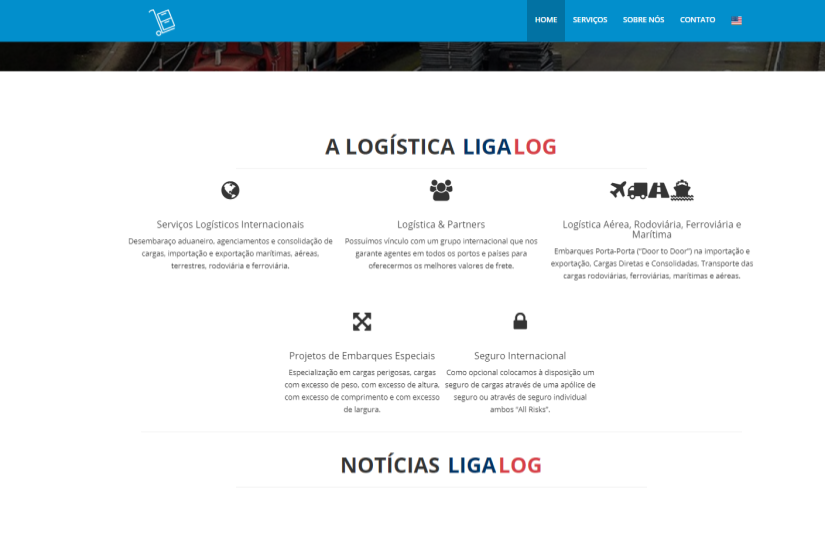 HOME SERVIÇOS SOBRE NÓS CONTATO
A LOGÍSTICA LIGALOG
Serviços Logísticos Internacionais
Desembaraço aduaneiro, agenciamentos e consolidação de
cargas, importação e exportação marítimas, aéreas,
terrestres, rodoviária e ferroviária.
Logística & Partners
Possuímos vínculo com um grupo internacional que nos
garante agentes em todos os portos e países para
oferecermos os melhores valores de frete.
Logística Aérea, Rodoviária, Ferroviária e
Marítima
Embarques Porta-Porta ("Door to Door") na importação e
exportação, Cargas Diretas e Consolidadas, Transporte das
cargas rodoviárias, ferroviárias, marítimas e aéreas.
Projetos de Embarques Especiais
Especialização em cargas perigosas, cargas
com excesso de peso, com excesso de altura,
com excesso de comprimento e com excesso
de largura.
Seguro Internacional
Como opcional colocamos à disposição um
seguro de cargas através de uma apólice de
seguro ou através de seguro individual
ambos "All Risks".
NOTÍCIAS LIGALOG